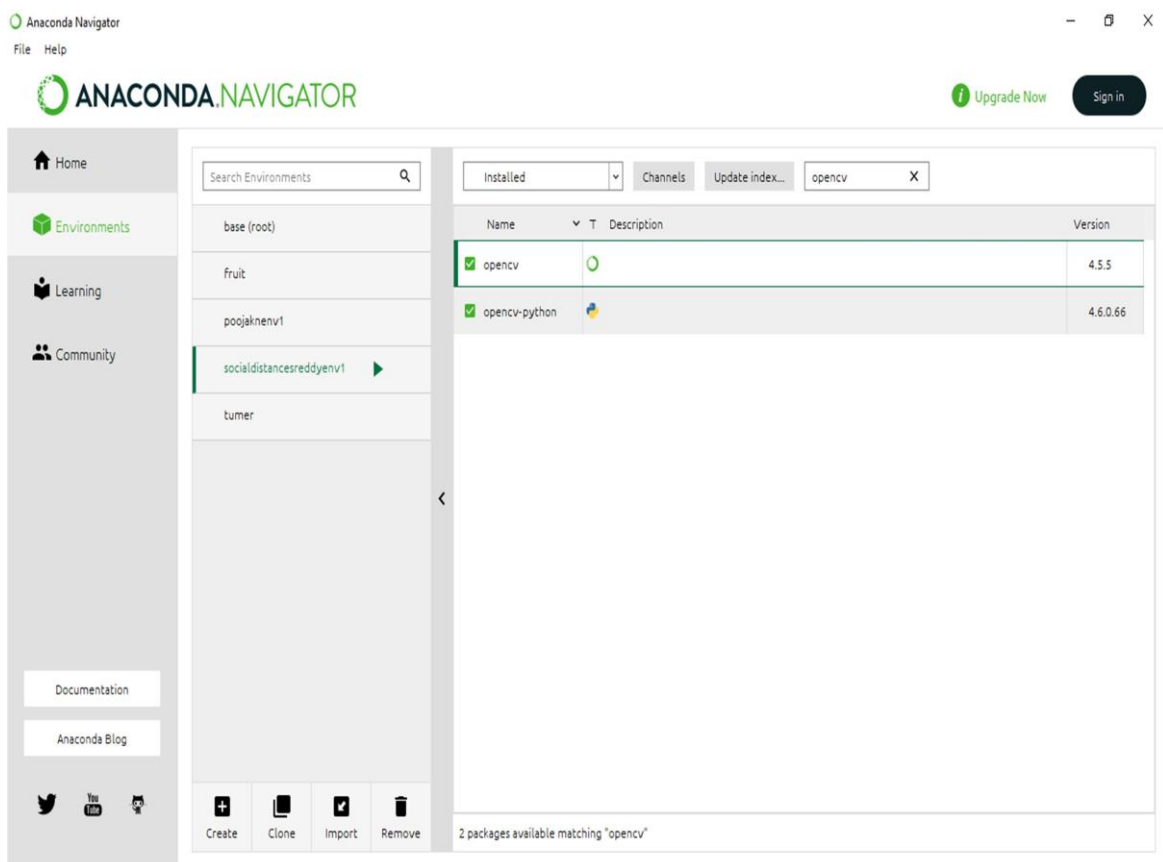 Anaconda Navigator
File Help
ANACONDA.NAVIGATOR
i Upgrade Now
Sign in
Home
Environments
Learning
Community
Documentation
Anaconda Blog
You
Tube
Search Environments
base (root)
fruit
poojaknenv1
socialdistancesreddyenv1
tumer
Create Clone Import Remove
Installed Channels Update index... opencv X
Name T Description Version
opencv 4.5.5
opencv-python 4.6.0.66
2 packages available matching "opencv"